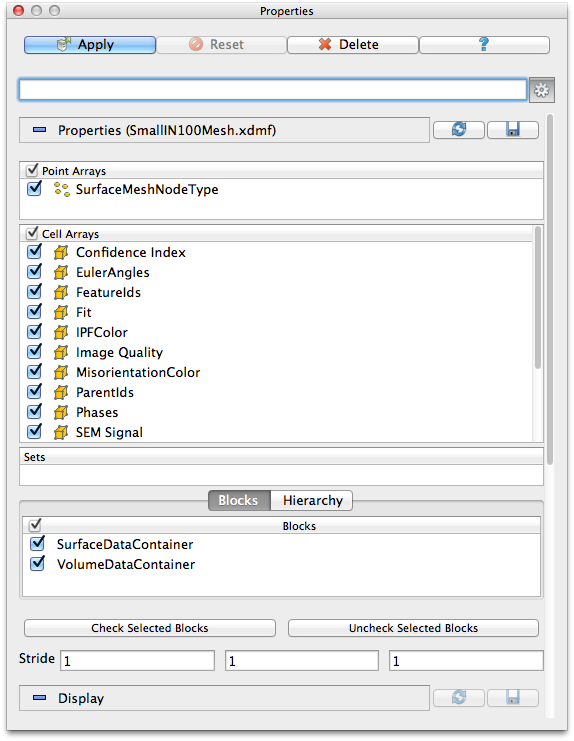 Properties
Apply
Reset
Delete
?
Properties (SmallIN100Mesh.xdmf)
Point Arrays
SurfaceMeshNodeType
Cell Arrays
Confidence Index
EulerAngles
FeatureIds
Fit
IPFColor
Image Quality
MisorientationColor
ParentIds
Phases
SEM Signal
Sets
Blocks
Hierarchy
Blocks
SurfaceDataContainer
VolumeDataContainer
Check Selected Blocks
Uncheck Selected Blocks
Stride 1 1 1
Display